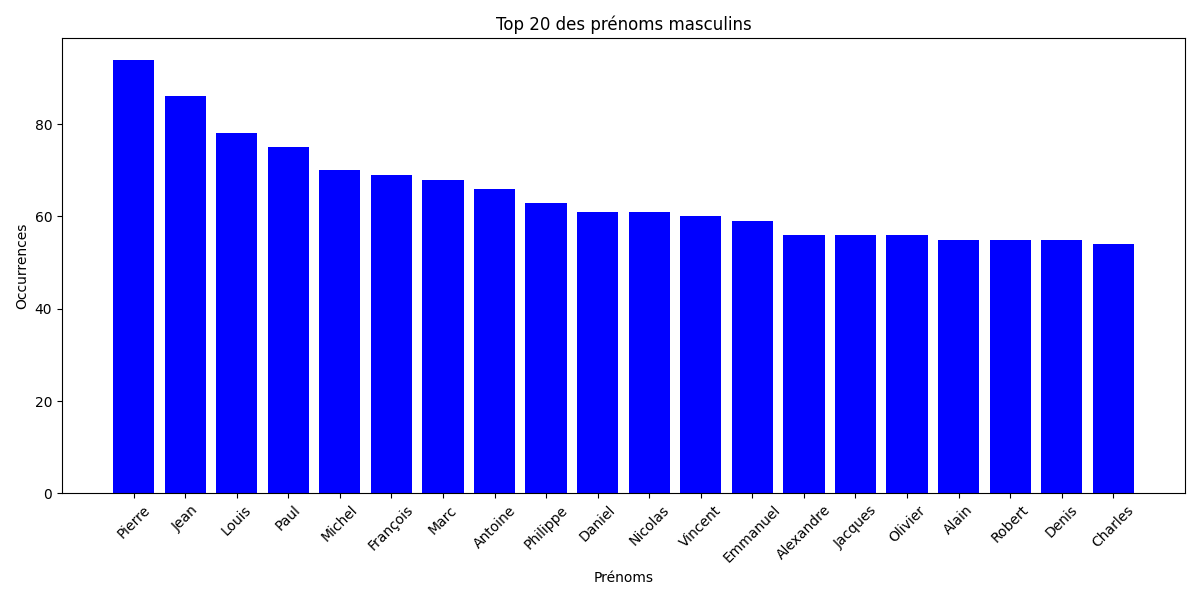 Top 20 des prénoms masculins
Occurrences
80
60
40
20
0
Pierre
Jean
Louis
Paul
Michel
François
Marc
Antoine
Philippe
Daniel
Nicolas
Vincent
Emmanuel
Alexandre
Jacques
Olivier
Alain
Robert
Denis
Charles
Prénoms